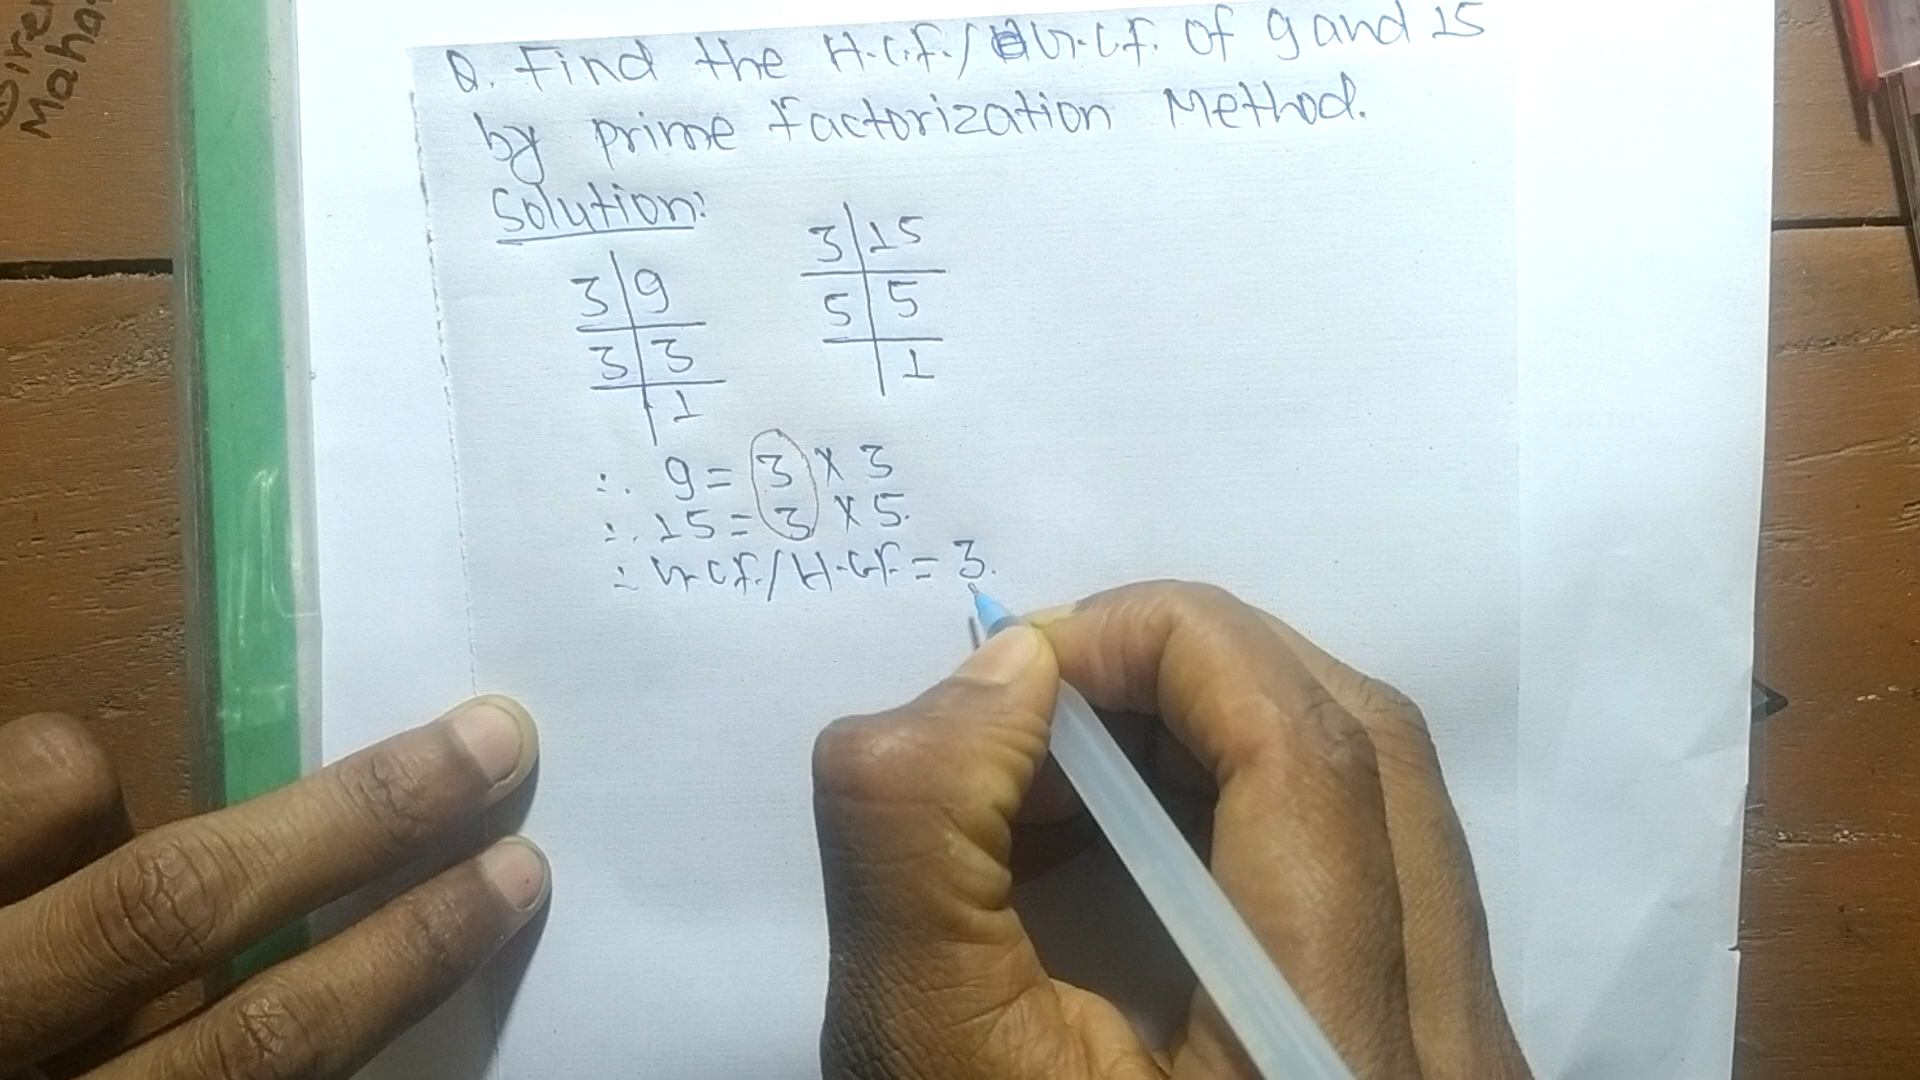 Q. Find the H.C.f./G.C.f. of 9 and 15
by prime factorization Method.
Solution:
3 9
3 3
1
3 15
5 5
1
∴ 9 = 3 × 3
∴ 15 = 3 × 5.
∴ G.C.f./H.C.f. = 3.